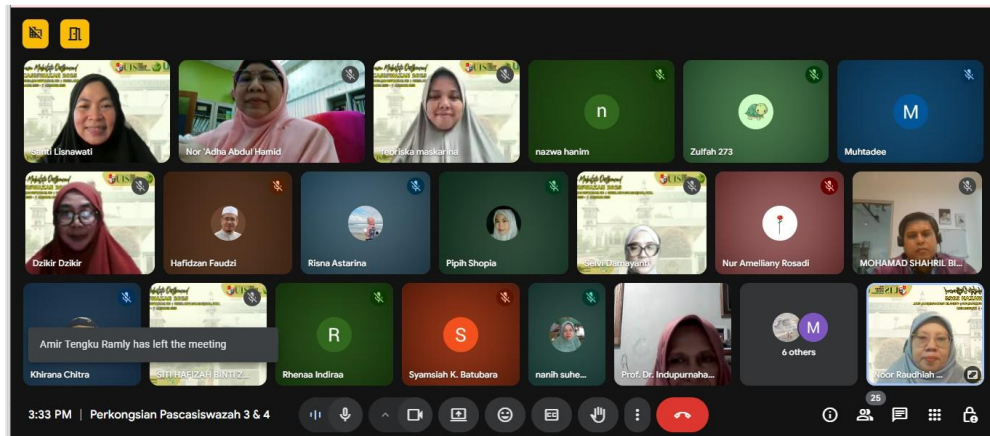 Santi Lisnawati
Nor 'Adha Abdul Hamid
febriska maskanna
n
nazwa hanim
Zulfah 273
M
Muhtadee
Dzikir Dzikir
Hafidzan Faudzi
Risna Astarina
Pipih Shopia
Selvi Damayanti
Nur Amelliany Rosadi
MOHAMAD SHAHRIL BI...
Khirana Chitra
SITI HAFIZAH BINTI Z...
R
Rhenaa Indiraa
S
Syamsiah K. Batubara
nanih suhe...
Prof. Dr. Indupurnaha...
M
6 others
Noor Raudhiah ...
Amir Tengku Ramly has left the meeting
3:33 PM | Perkongsian Pascasiswazah 3 & 4
25